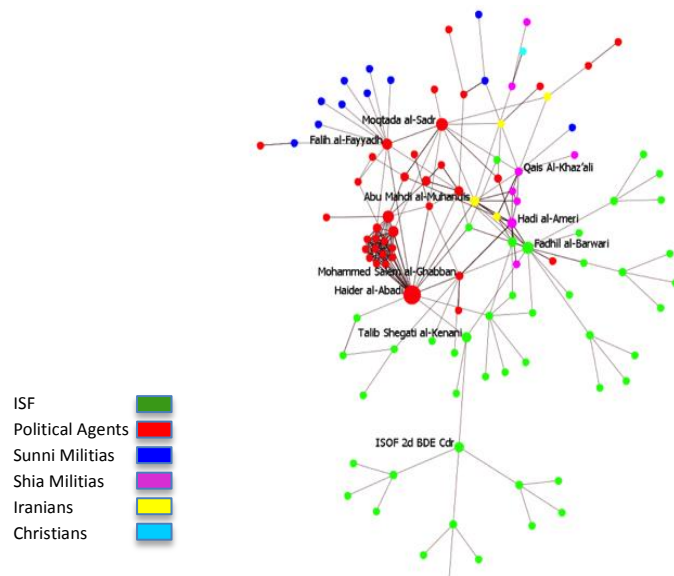 Moqtada al-Sadr
Falih al-Fayyadh
Qais Al-Khaz'ali
Abu Mahdi al-Muhandis
Hadi al-Ameri
Fadhil al-Barwari
Mohammed Salem al-Ghabban
Haider al-Abadi
Talib Shegati al-Kenani
ISF
Political Agents
ISOF 2d BDE Cdr
Sunni Militias
Shia Militias
Iranians
Christians